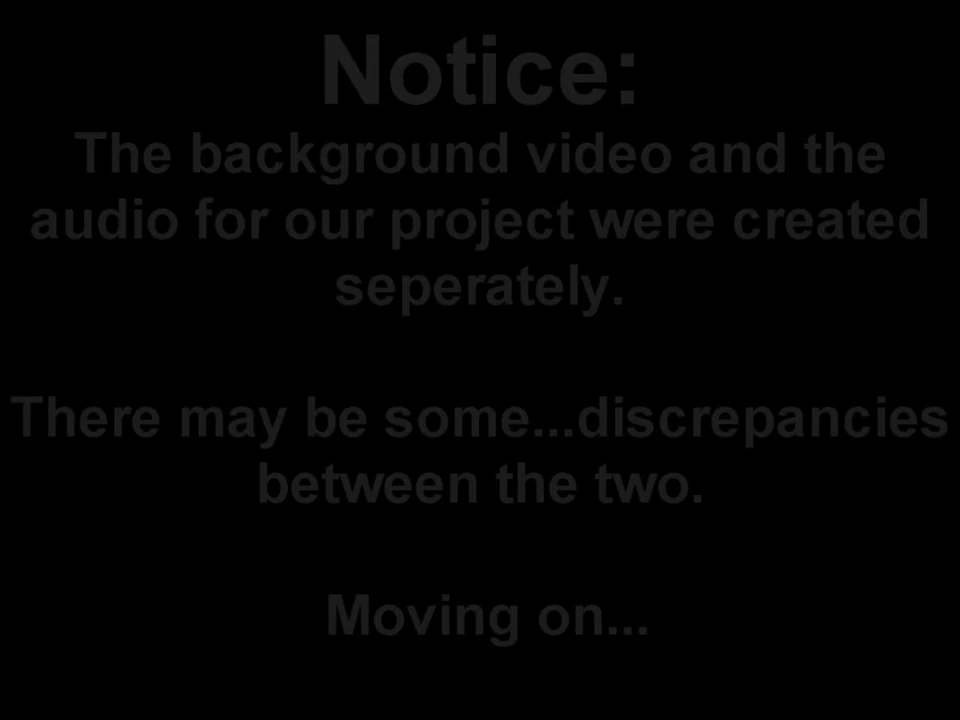 Notice:
The background video and the
audio for our project were created
seperately.
There may be some...discrepancies
between the two.
Moving on...